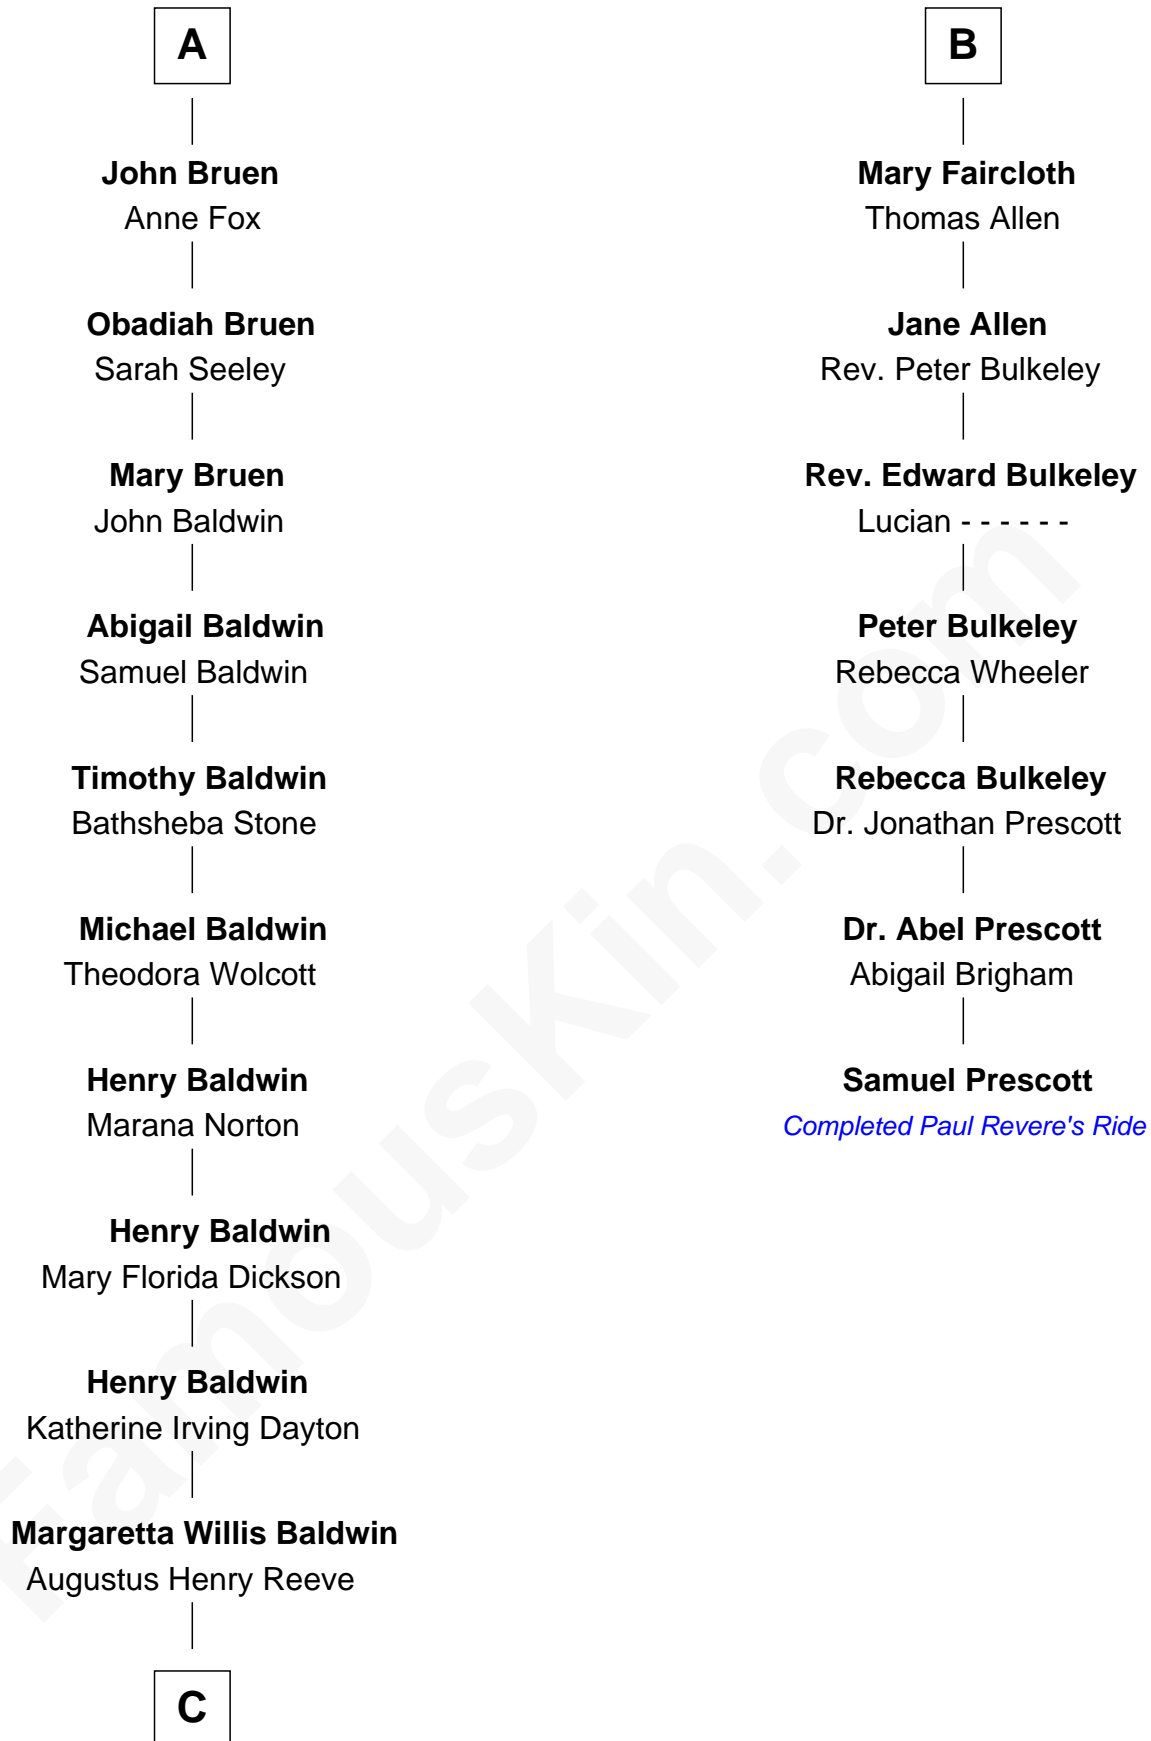 A
John Bruen
Anne Fox
Obadiah Bruen
Sarah Seeley
Mary Bruen
John Baldwin
Abigail Baldwin
Samuel Baldwin
Timothy Baldwin
Bathsheba Stone
Michael Baldwin
Theodora Wolcott
Henry Baldwin
Marana Norton
Henry Baldwin
Mary Florida Dickson
Henry Baldwin
Katherine Irving Dayton
Margaretta Willis Baldwin
Augustus Henry Reeve
C
B
Mary Faircloth
Thomas Allen
Jane Allen
Rev. Peter Bulkeley
Rev. Edward Bulkeley
Lucian - - - - - -
Peter Bulkeley
Rebecca Wheeler
Rebecca Bulkeley
Dr. Jonathan Prescott
Dr. Abel Prescott
Abigail Brigham
Samuel Prescott
Completed Paul Revere's Ride
FamousKin.com